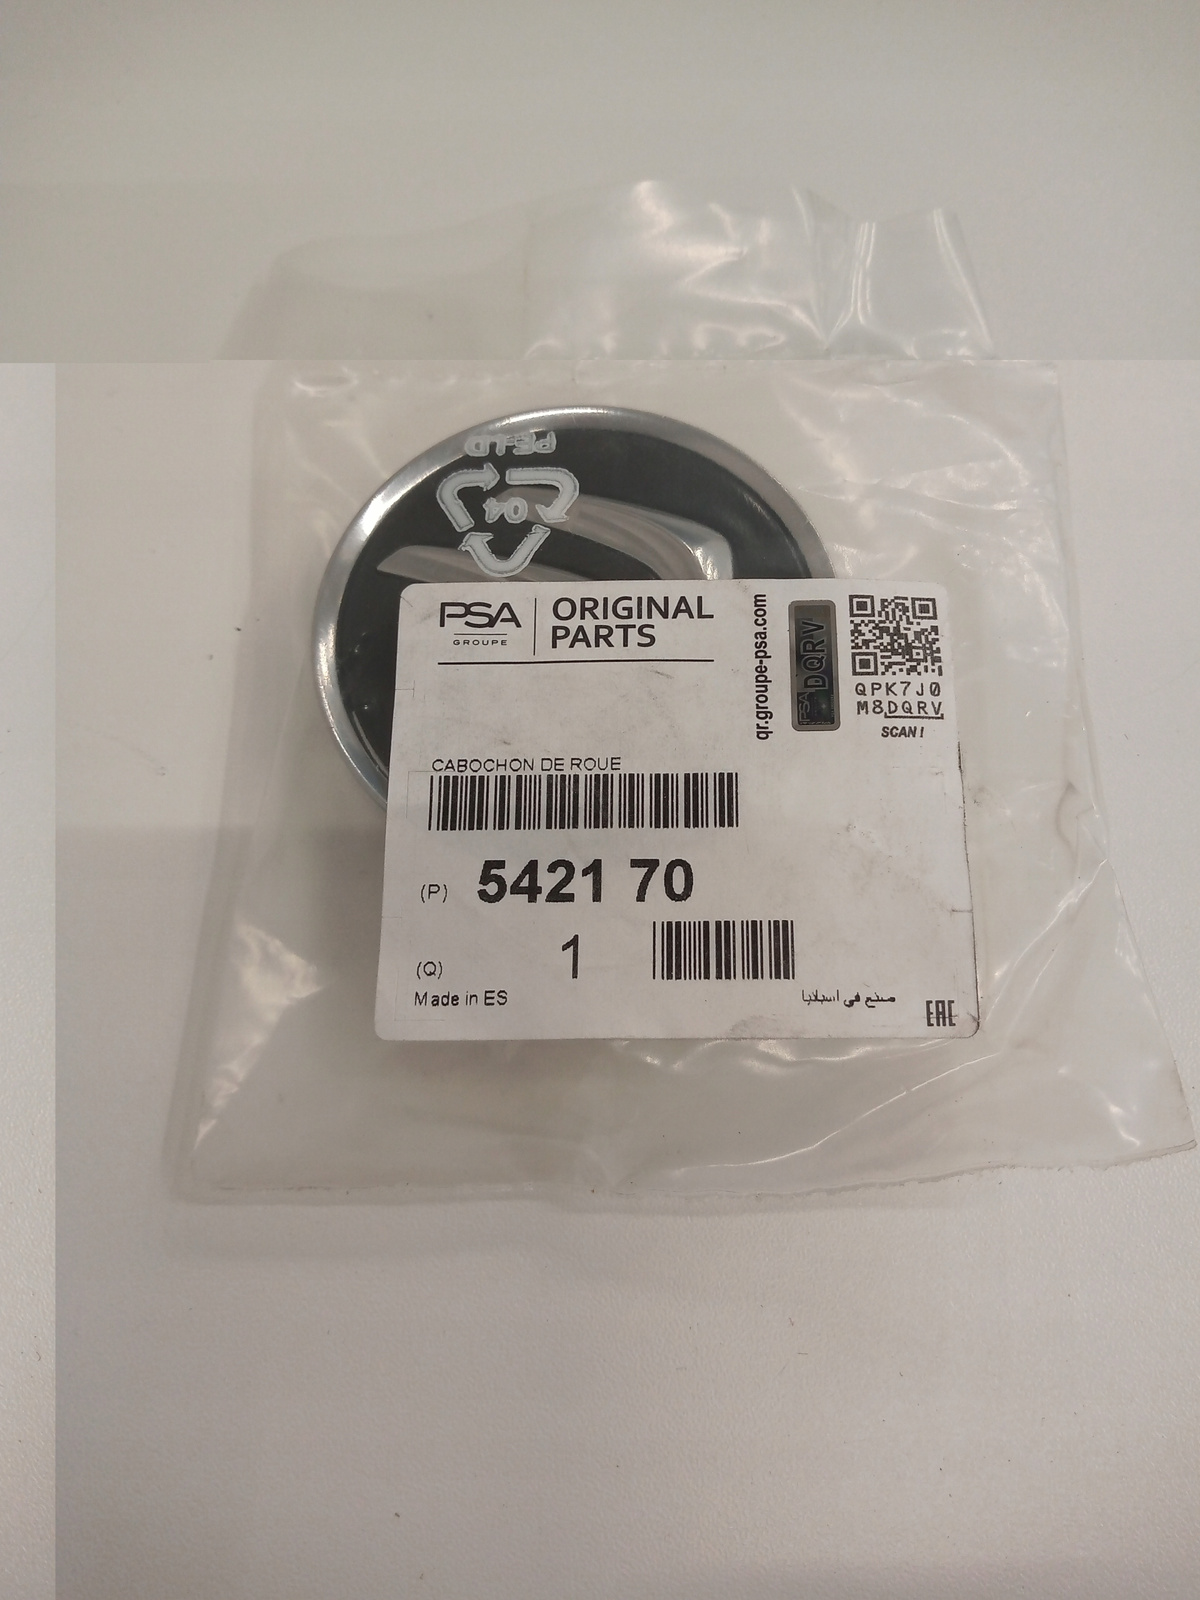 PE-LD
04
PSA
GROUPE
ORIGINAL
PARTS
qr.groupe-psa.com
PSA
DQRV
QPK7J0
M8DQRV
SCAN!
CABOCHON DE ROUE
(P) 5421 70
(Q) 1
Made in ES
صنع في اسبانيا
EAC